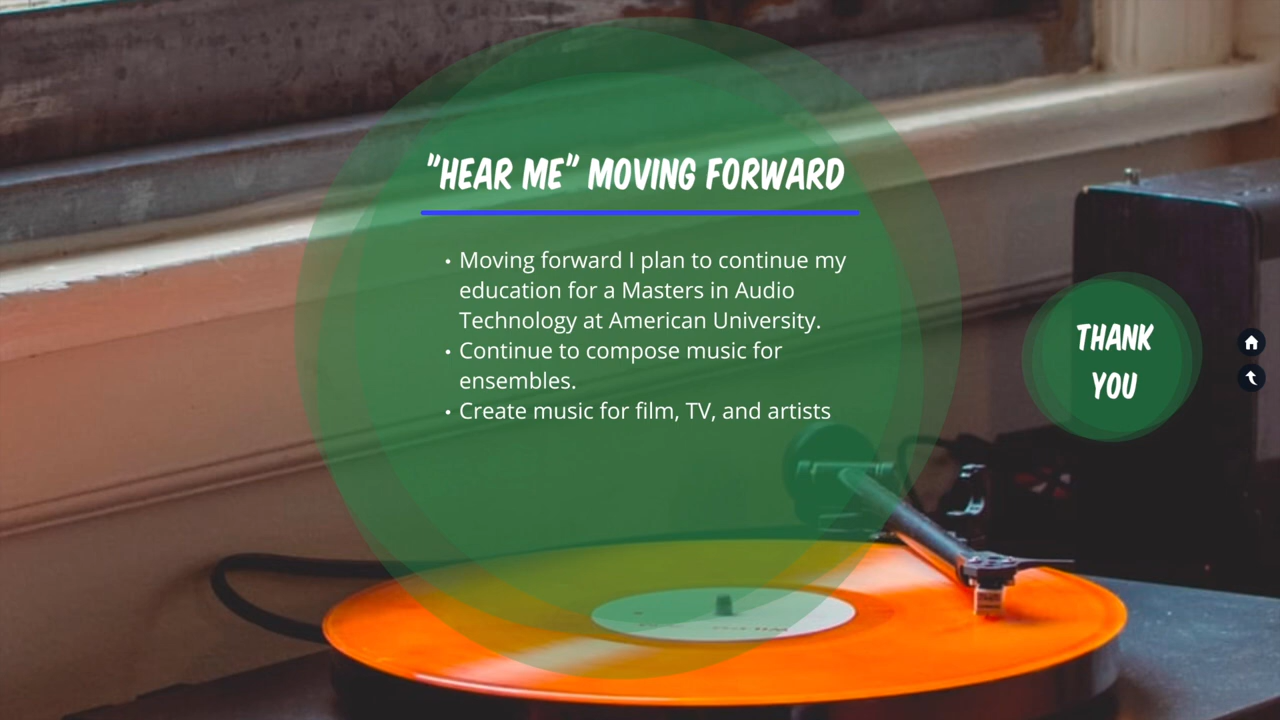 "HEAR ME" MOVING FORWARD
• Moving forward I plan to continue my
education for a Masters in Audio
Technology at American University.
• Continue to compose music for
ensembles.
• Create music for film, TV, and artists
THANK
YOU